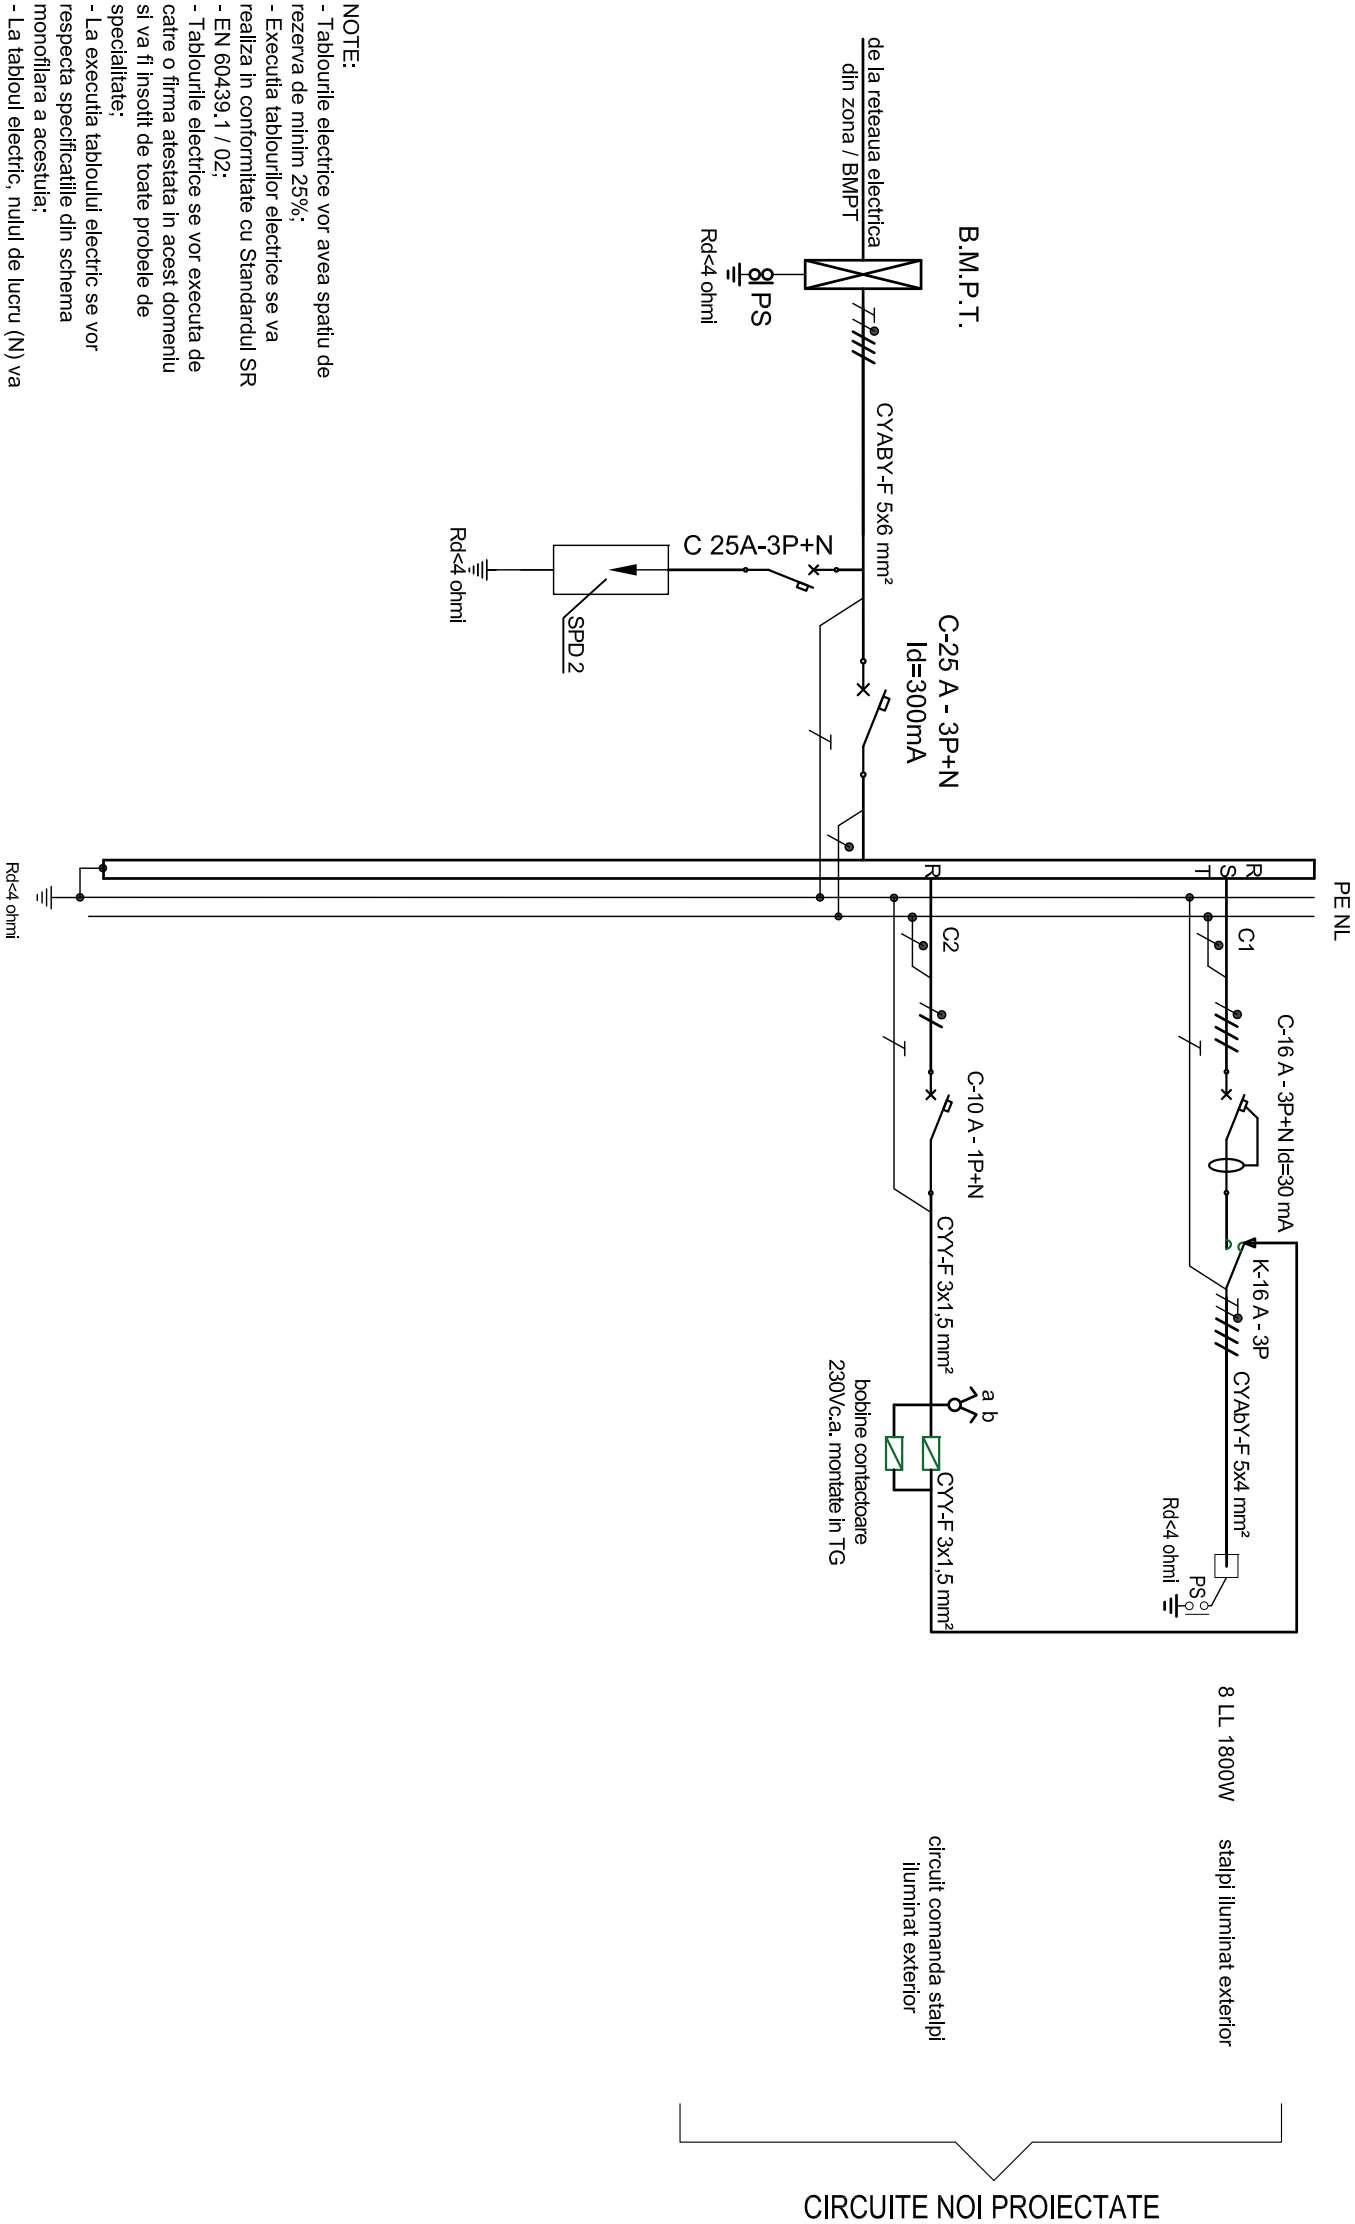 de la reteaua electrica
din zona / BMPT
B.M.P.T.
PS
Rd<4 ohmi
CYABY-F 5x6 mm²
C 25A-3P+N
SPD 2
Rd<4 ohmi
C-25 A - 3P+N
Id=300mA
PE NL
R
S
T
R
Rd<4 ohmi
C1
C-16 A - 3P+N Id=30 mA
K-16 A - 3P
CYAbY-F 5x4 mm²
PS
Rd<4 ohmi
8 LL 1800W
stalpi iluminat exterior
C2
C-10 A - 1P+N
CYY-F 3x1,5 mm²
a b
CYY-F 3x1,5 mm²
bobine contactoare
230Vc.a. montate in TG
circuit comanda stalpi
iluminat exterior
CIRCUITE NOI PROIECTATE
NOTE:
- Tablourile electrice vor avea spatiu de
rezerva de minim 25%;
- Executia tablourilor electrice se va
realiza in conformitate cu Standardul SR
- EN 60439.1 / 02;
- Tablourile electrice se vor executa de
catre o firma atestata in acest domeniu
si va fi insotit de toate probele de
specialitate;
- La executia tabloului electric se vor
respecta specificatiile din schema
monofilara a acestuia;
- La tabloul electric, nulul de lucru (N) va